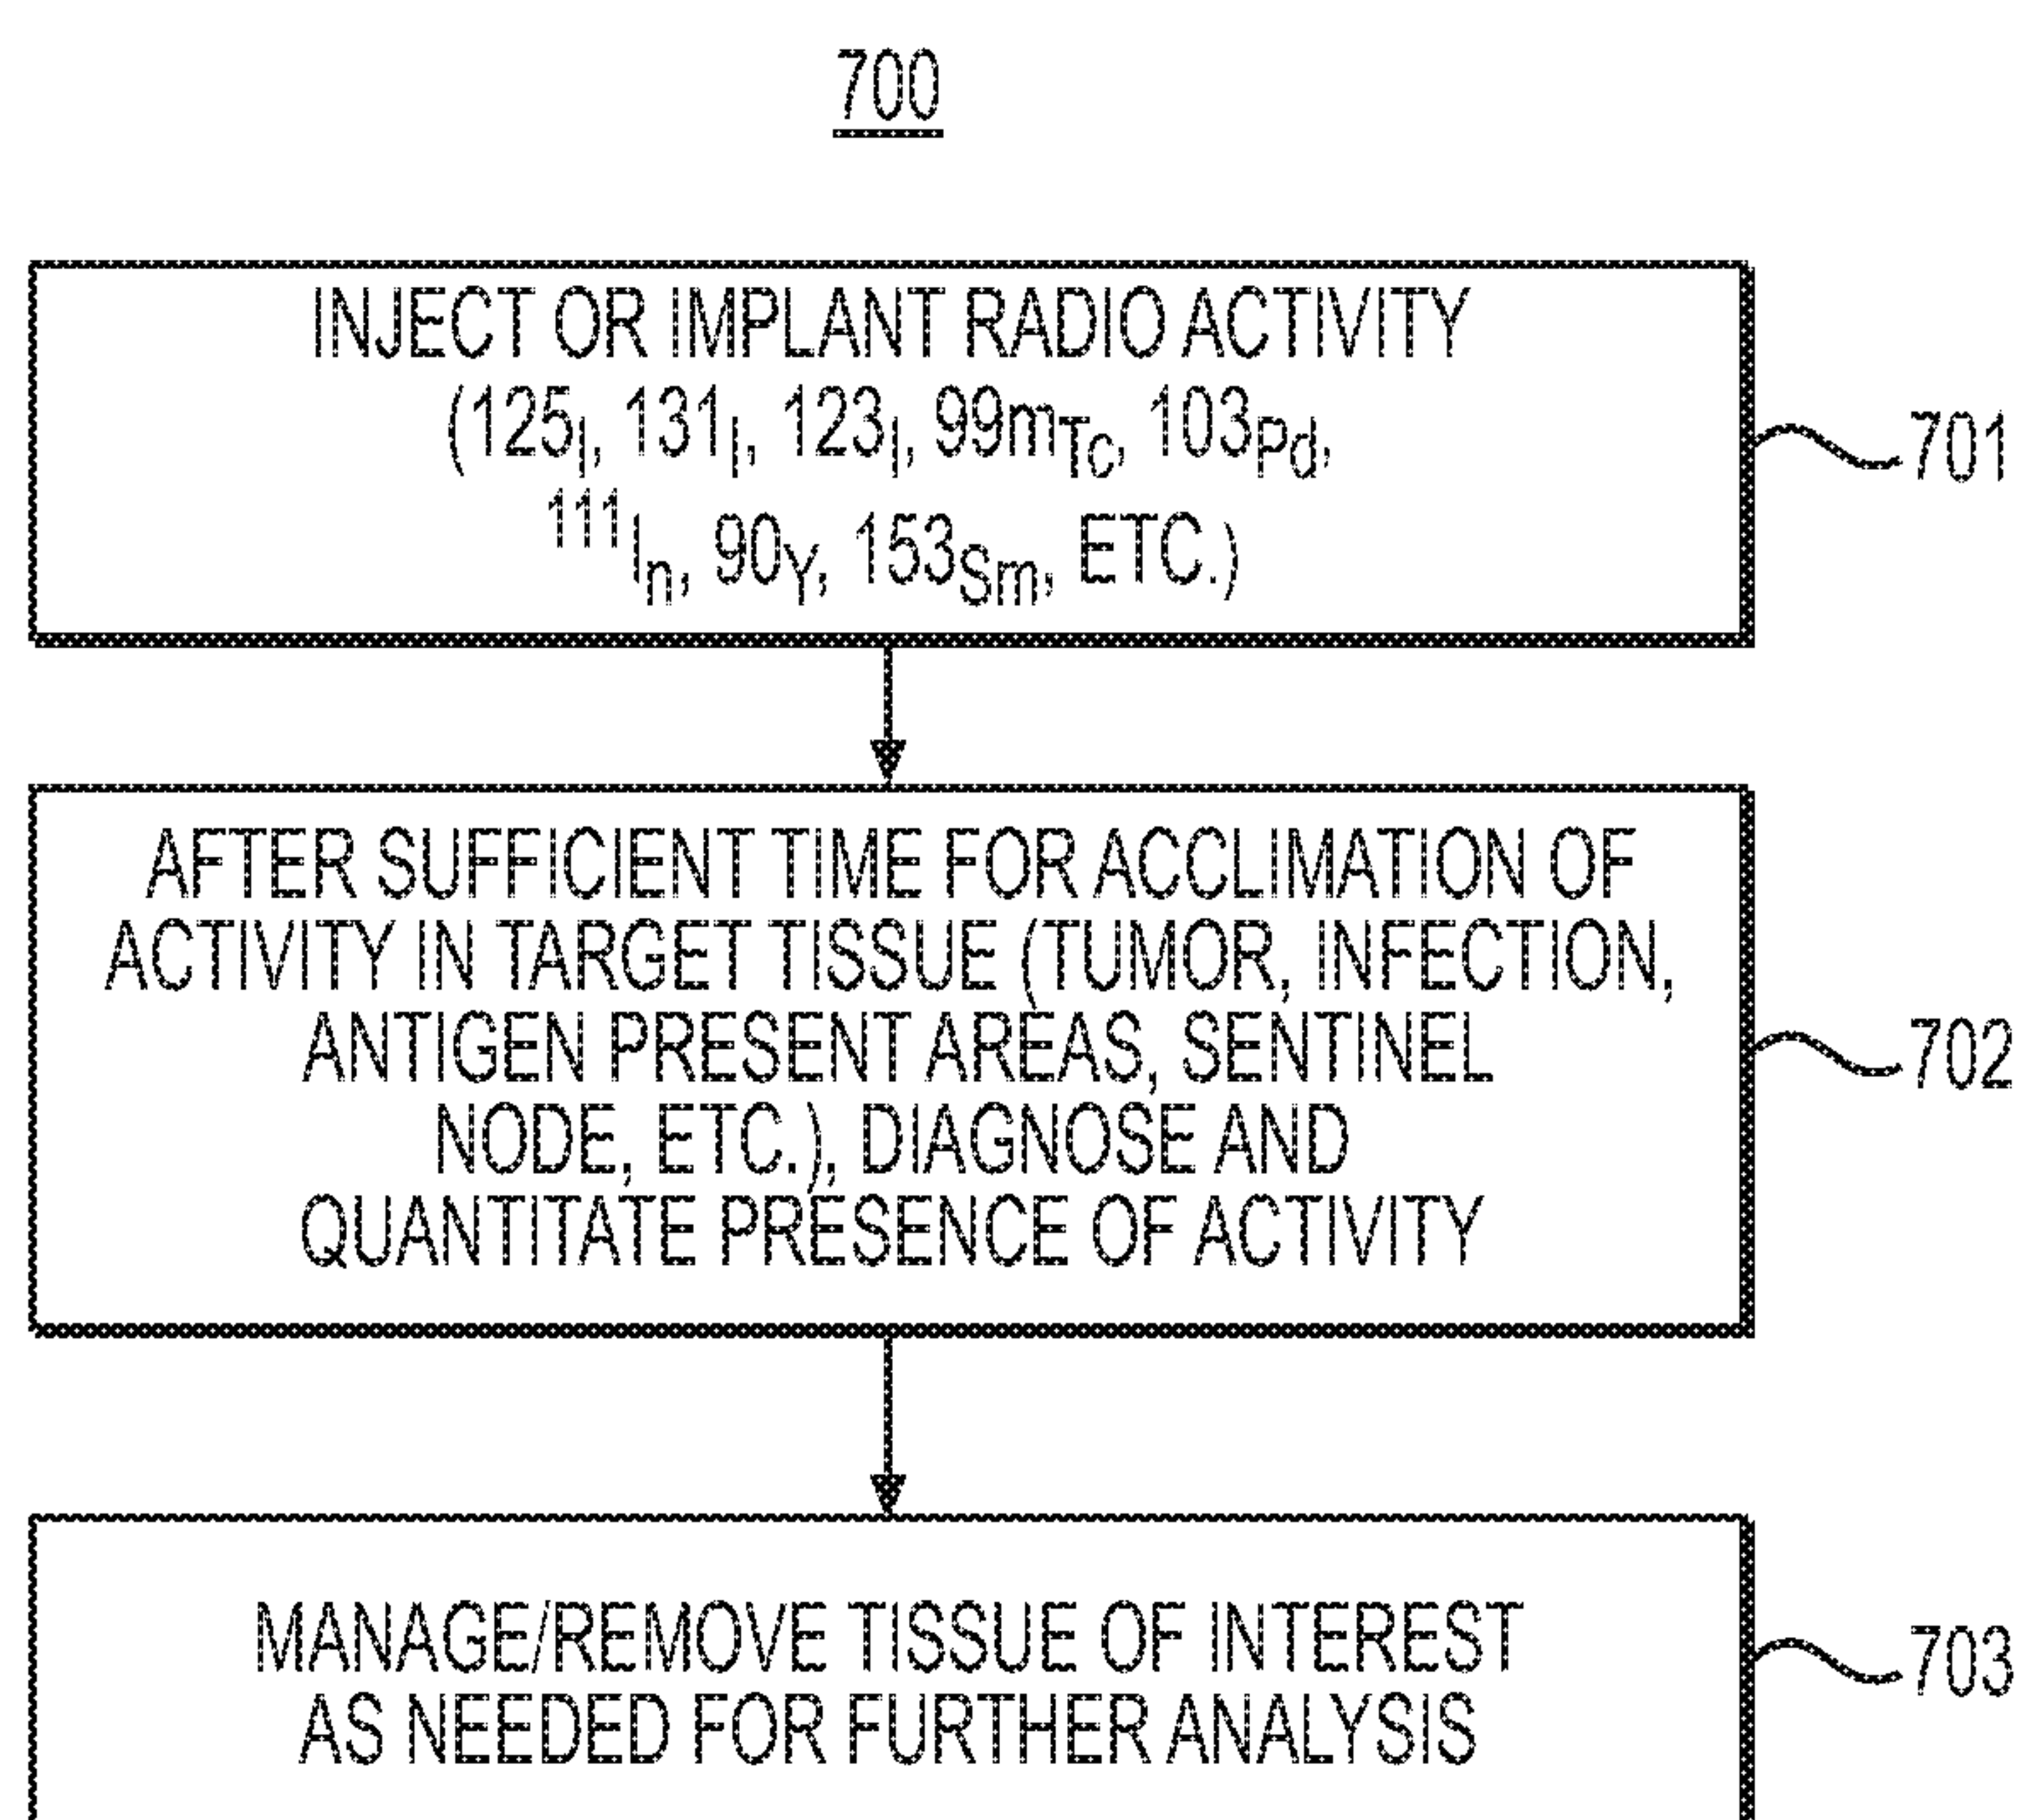 700
INJECT OR IMPLANT RADIO ACTIVITY
(125I, 131I, 123I, 99mTc, 103Pd,
111In, 90Y, 153Sm, ETC.)
701
AFTER SUFFICIENT TIME FOR ACCLIMATION OF
ACTIVITY IN TARGET TISSUE (TUMOR, INFECTION,
ANTIGEN PRESENT AREAS, SENTINEL
NODE, ETC.), DIAGNOSE AND
QUANTITATE PRESENCE OF ACTIVITY
702
MANAGE/REMOVE TISSUE OF INTEREST
AS NEEDED FOR FURTHER ANALYSIS
703